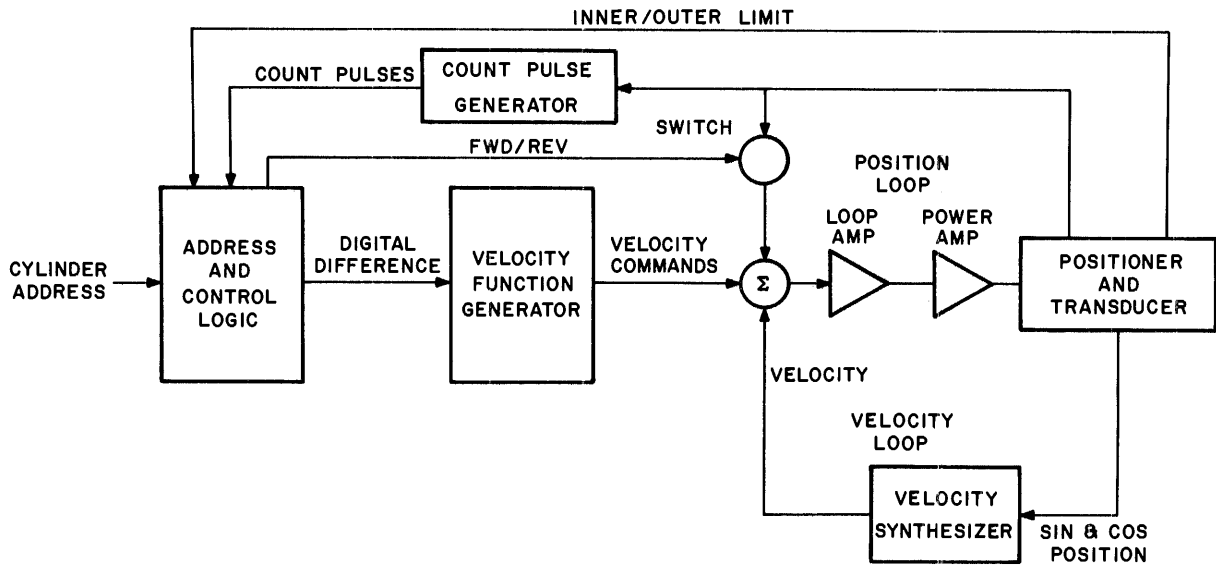 INNER/OUTER LIMIT
COUNT PULSES
COUNT PULSE
GENERATOR
SWITCH
FWD/REV
POSITION
LOOP
LOOP
AMP
POWER
AMP
CYLINDER
ADDRESS
ADDRESS
AND
CONTROL
LOGIC
DIGITAL
DIFFERENCE
VELOCITY
FUNCTION
GENERATOR
VELOCITY
COMMANDS
Σ
POSITIONER
AND
TRANSDUCER
VELOCITY
VELOCITY
LOOP
VELOCITY
SYNTHESIZER
SIN & COS
POSITION